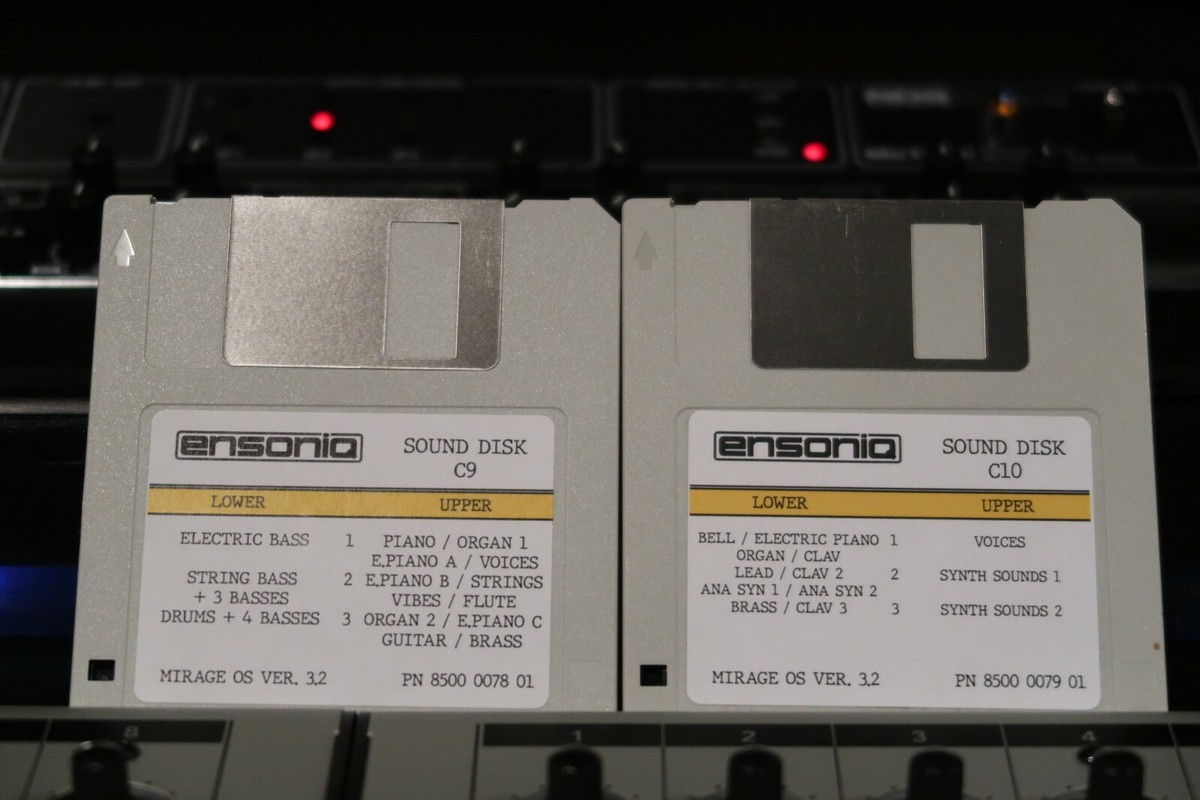 ensoniq SOUND DISK
C9
LOWER UPPER
ELECTRIC BASS 1 PIANO / ORGAN 1
E.PIANO A / VOICES
STRING BASS 2 E.PIANO B / STRINGS
+ 3 BASSES VIBES / FLUTE
DRUMS + 4 BASSES 3 ORGAN 2 / E.PIANO C
GUITAR / BRASS
MIRAGE OS VER. 3.2 PN 8500 0078 01
ensoniq SOUND DISK
C10
LOWER UPPER
BELL / ELECTRIC PIANO 1 VOICES
ORGAN / CLAV
LEAD / CLAV 2 2 SYNTH SOUNDS 1
ANA SYN 1 / ANA SYN 2
BRASS / CLAV 3 3 SYNTH SOUNDS 2
MIRAGE OS VER. 3.2 PN 8500 0079 01
8 1 2 3 4